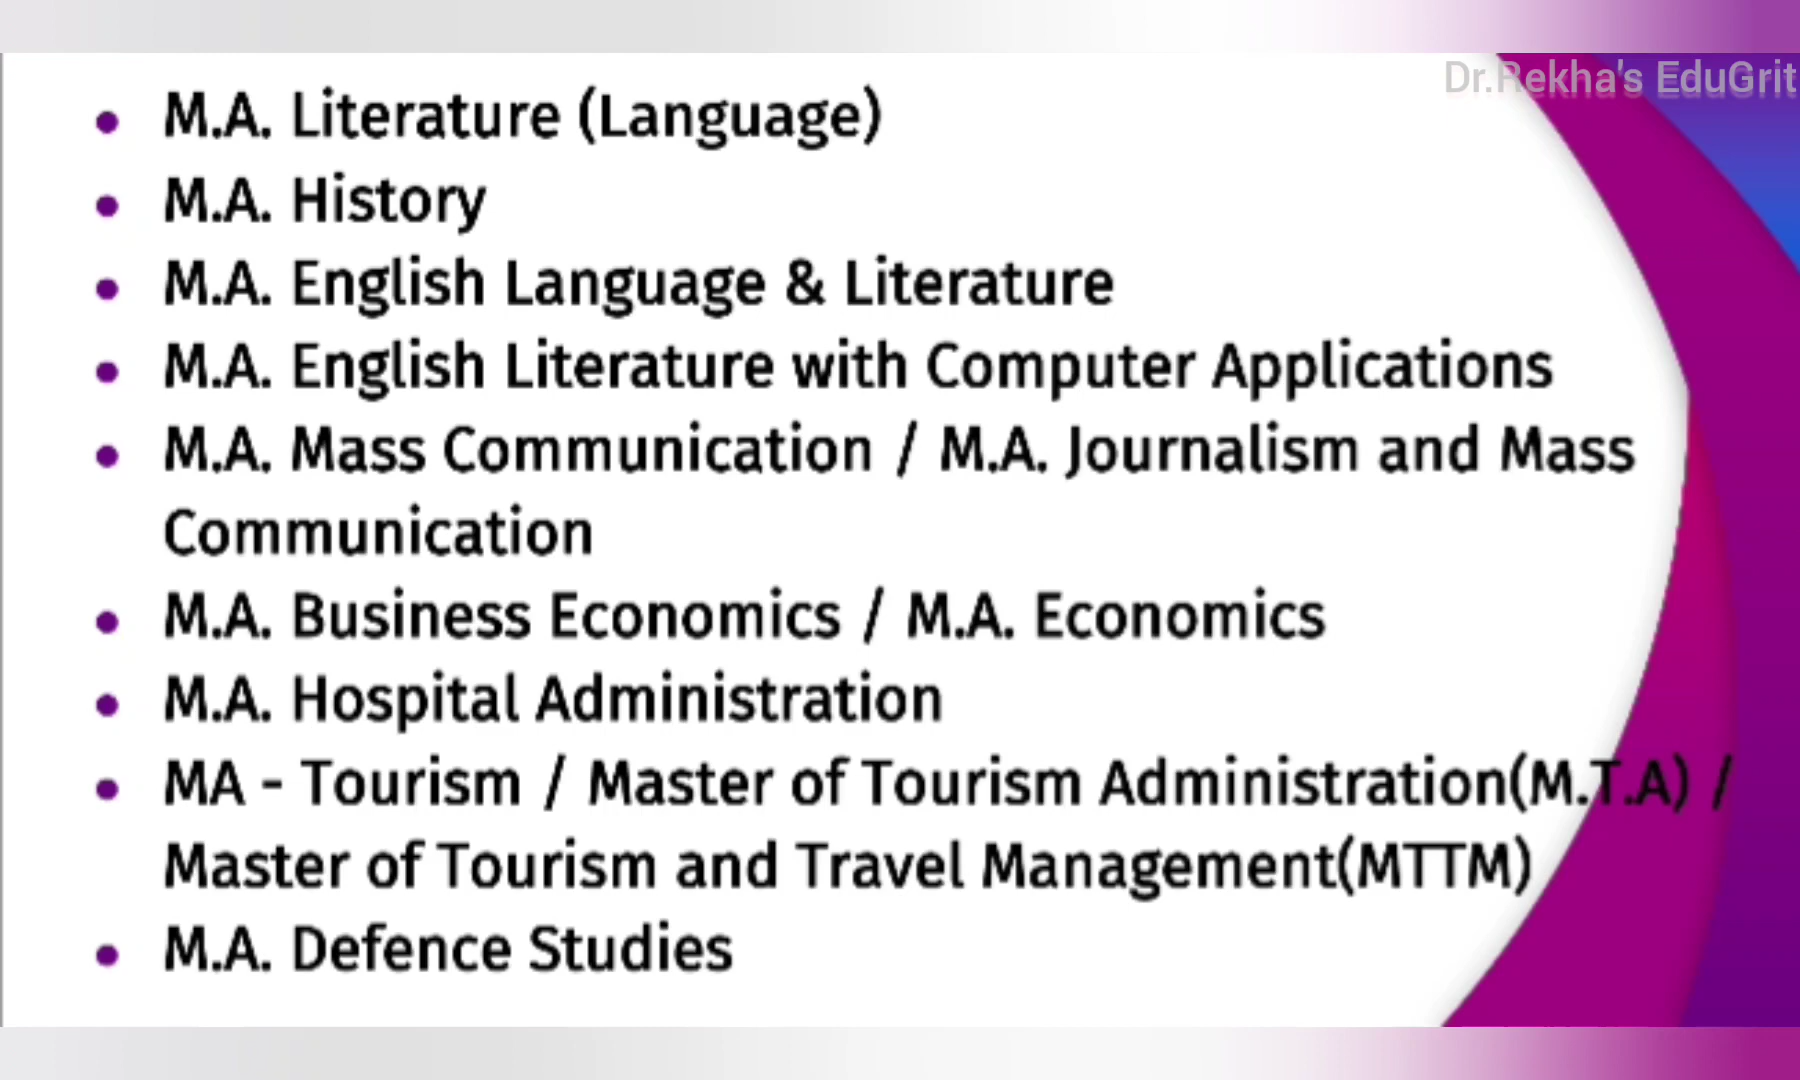 Dr.Rekha's EduGrit
• M.A. Literature (Language)
• M.A. History
• M.A. English Language & Literature
• M.A. English Literature with Computer Applications
• M.A. Mass Communication / M.A. Journalism and Mass
Communication
• M.A. Business Economics / M.A. Economics
• M.A. Hospital Administration
• MA - Tourism / Master of Tourism Administration(M.T.A) /
Master of Tourism and Travel Management(MTTM)
• M.A. Defence Studies